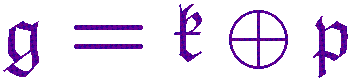 𝔤 = 𝔨 ⊕ 𝔭